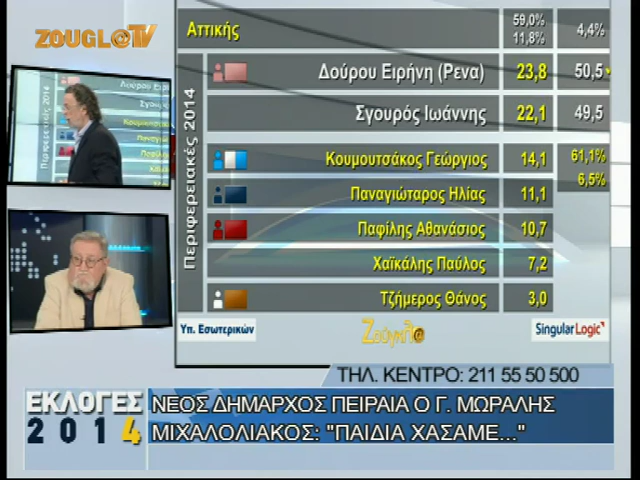 ZOUGL@TV
Αττικής 59,0% 4,4%
11,8%
Περιφερειακές 2014
Δούρου Ειρήνη (Ρενα) 23,8 50,5
Σγουρός Ιωάννης 22,1 49,5
Κουμουτσάκος Γεώργιος 14,1 61,1%
6,5%
Παναγιώταρος Ηλίας 11,1
Παφίλης Αθανάσιος 10,7
Χαϊκάλης Παύλος 7,2
Τζήμερος Θάνος 3,0
Υπ. Εσωτερικών Ζούγκλ@ SingularLogic
ΤΗΛ. ΚΕΝΤΡΟ: 211 55 50 500
ΕΚΛΟΓΕΣ
2014
ΝΕΟΣ ΔΗΜΑΡΧΟΣ ΠΕΙΡΑΙΑ Ο Γ. ΜΩΡΑΛΗΣ
ΜΙΧΑΛΟΛΙΑΚΟΣ: "ΠΑΙΔΙΑ ΧΑΣΑΜΕ..."